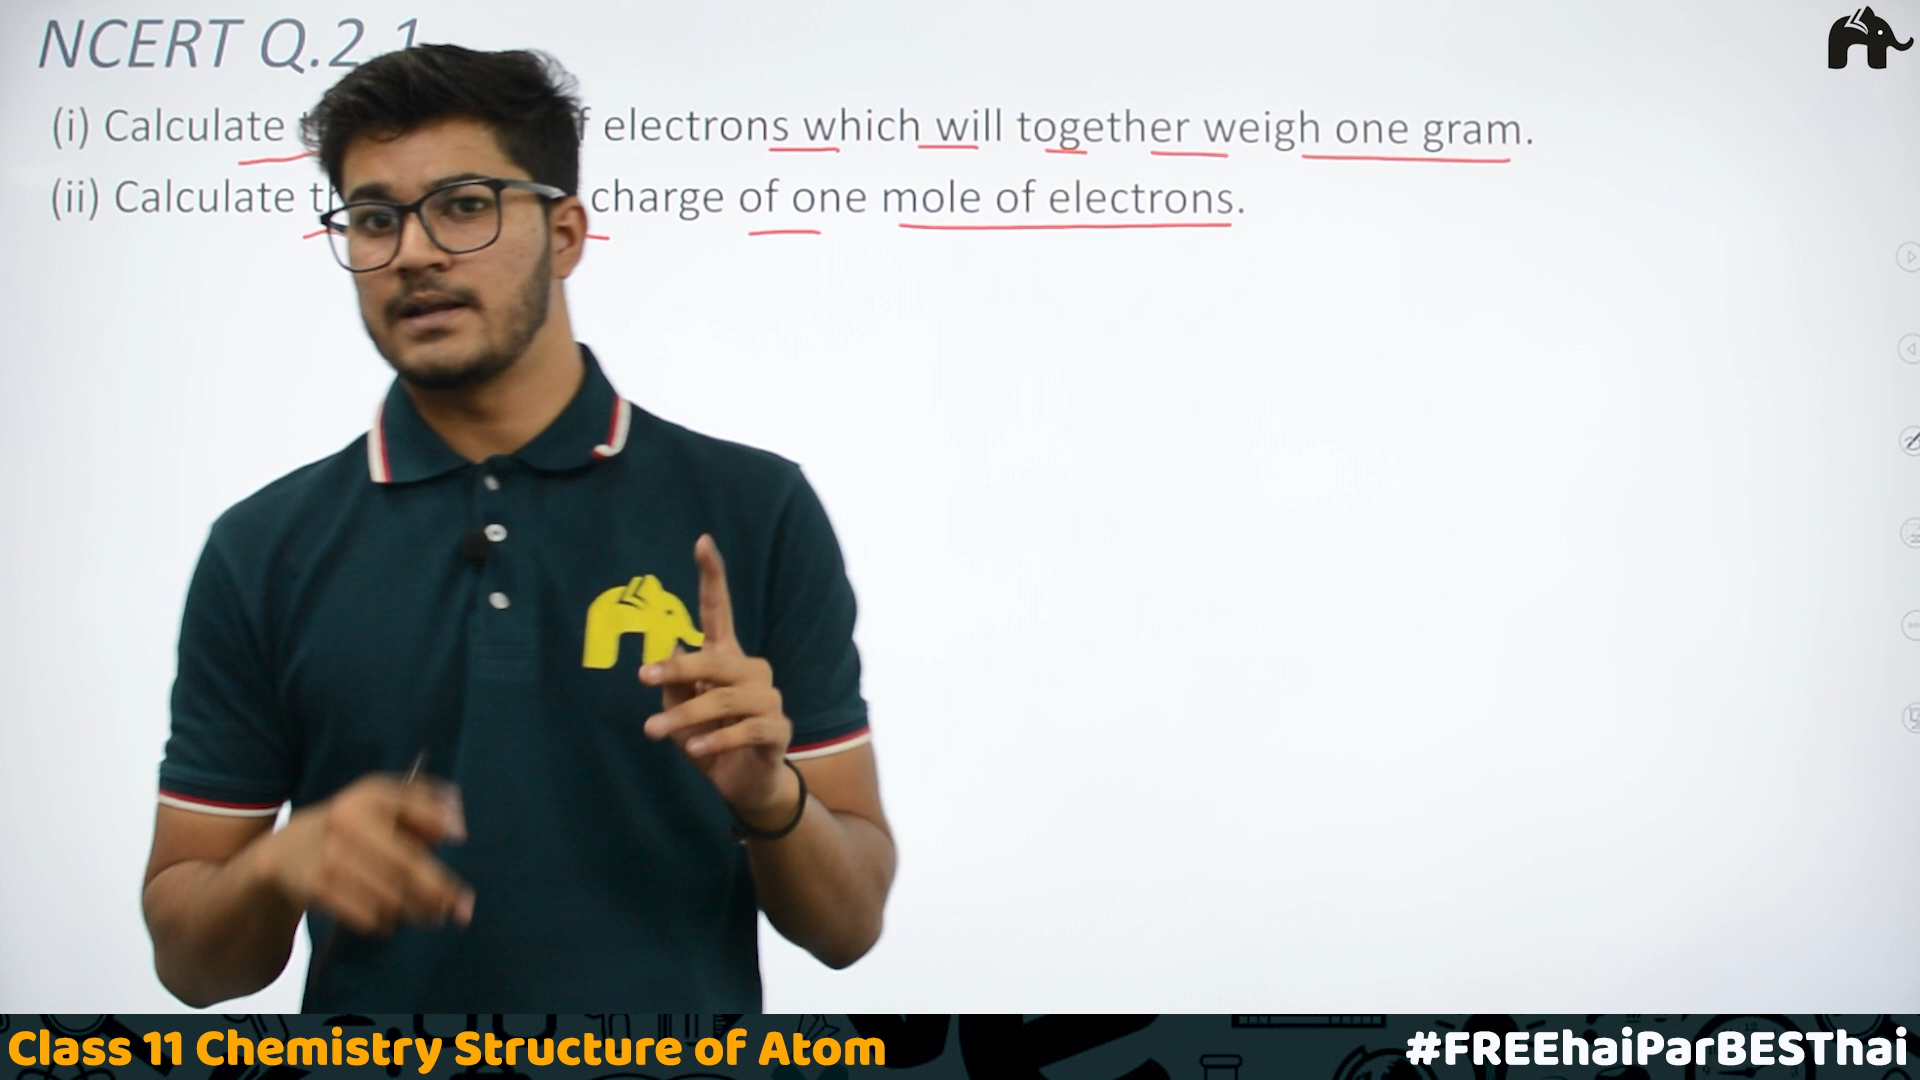 NCERT Q.2.1
(i) Calculate electrons which will together weigh one gram.
(ii) Calculate charge of one mole of electrons.
Class 11 Chemistry Structure of Atom
#FREEhaiParBESThai